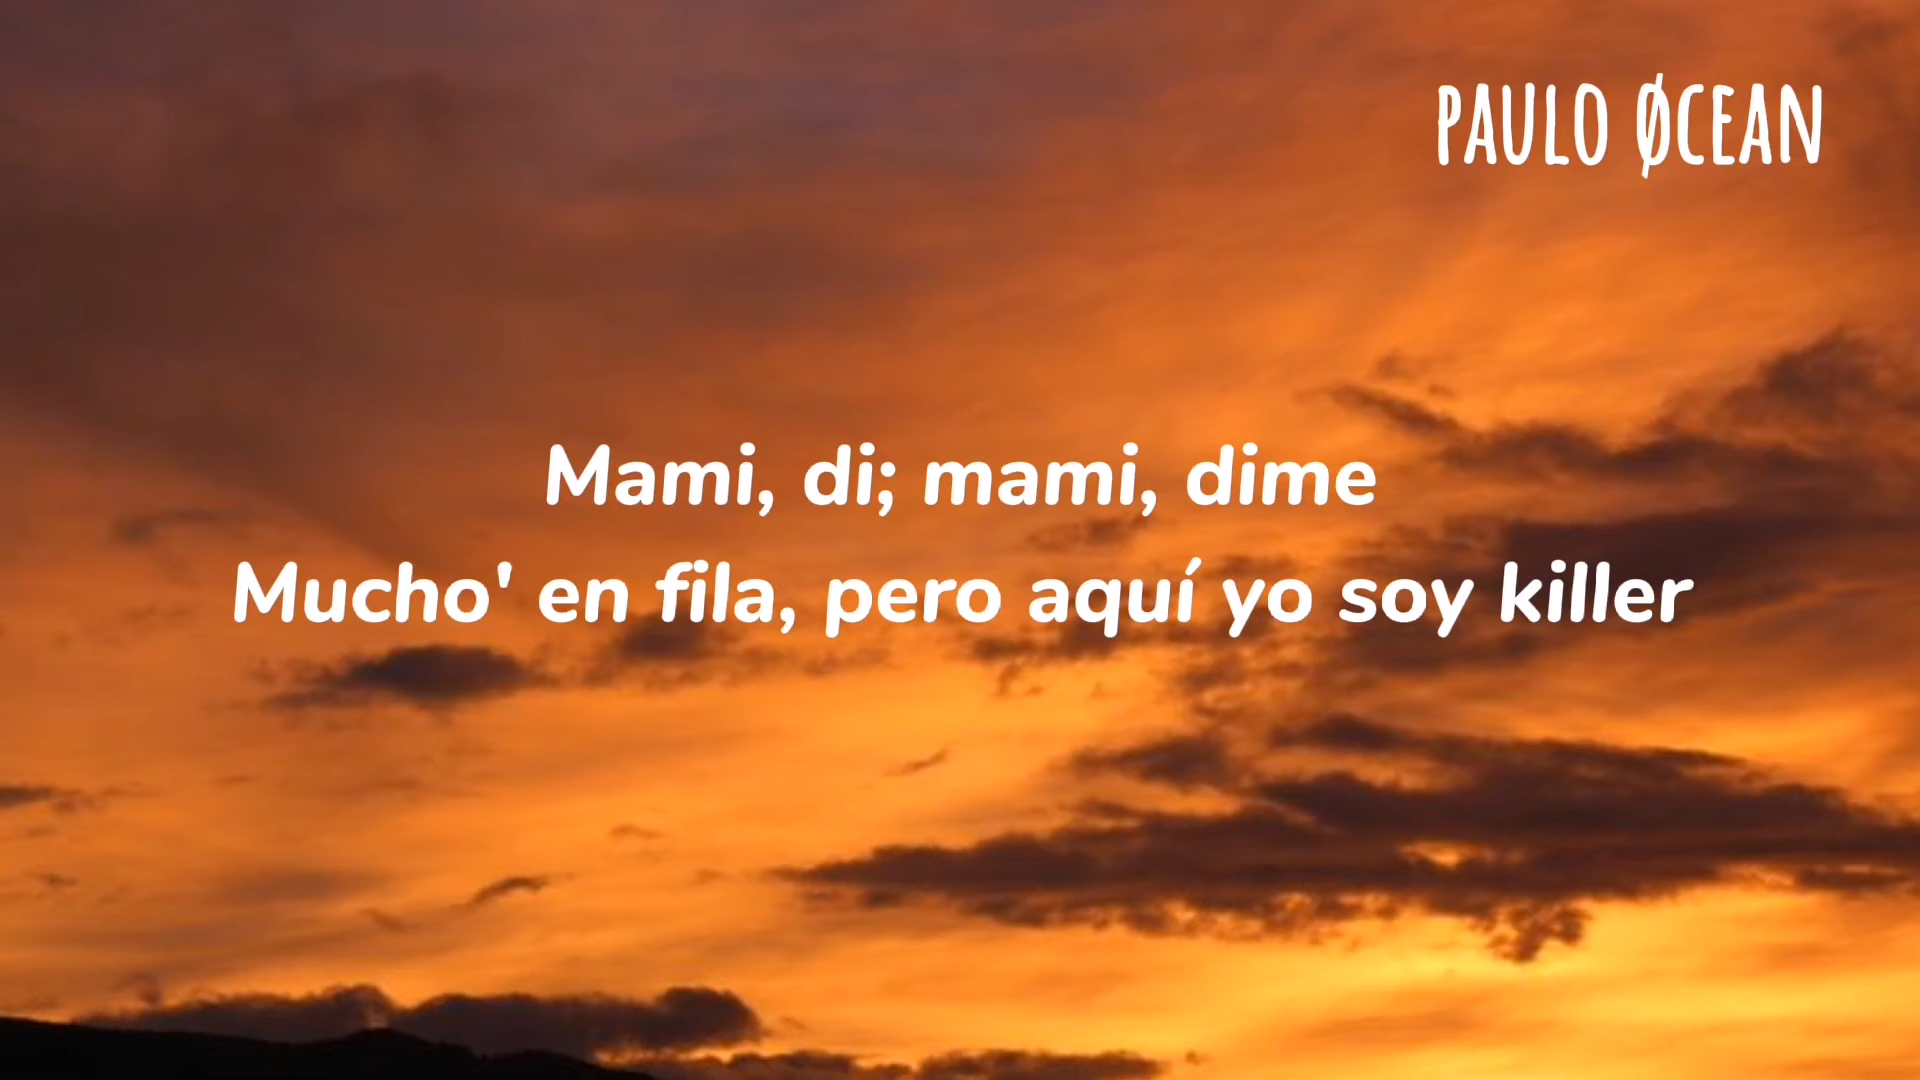 PAULO ØCEAN
Mami, di; mami, dime
Mucho' en fila, pero aquí yo soy killer